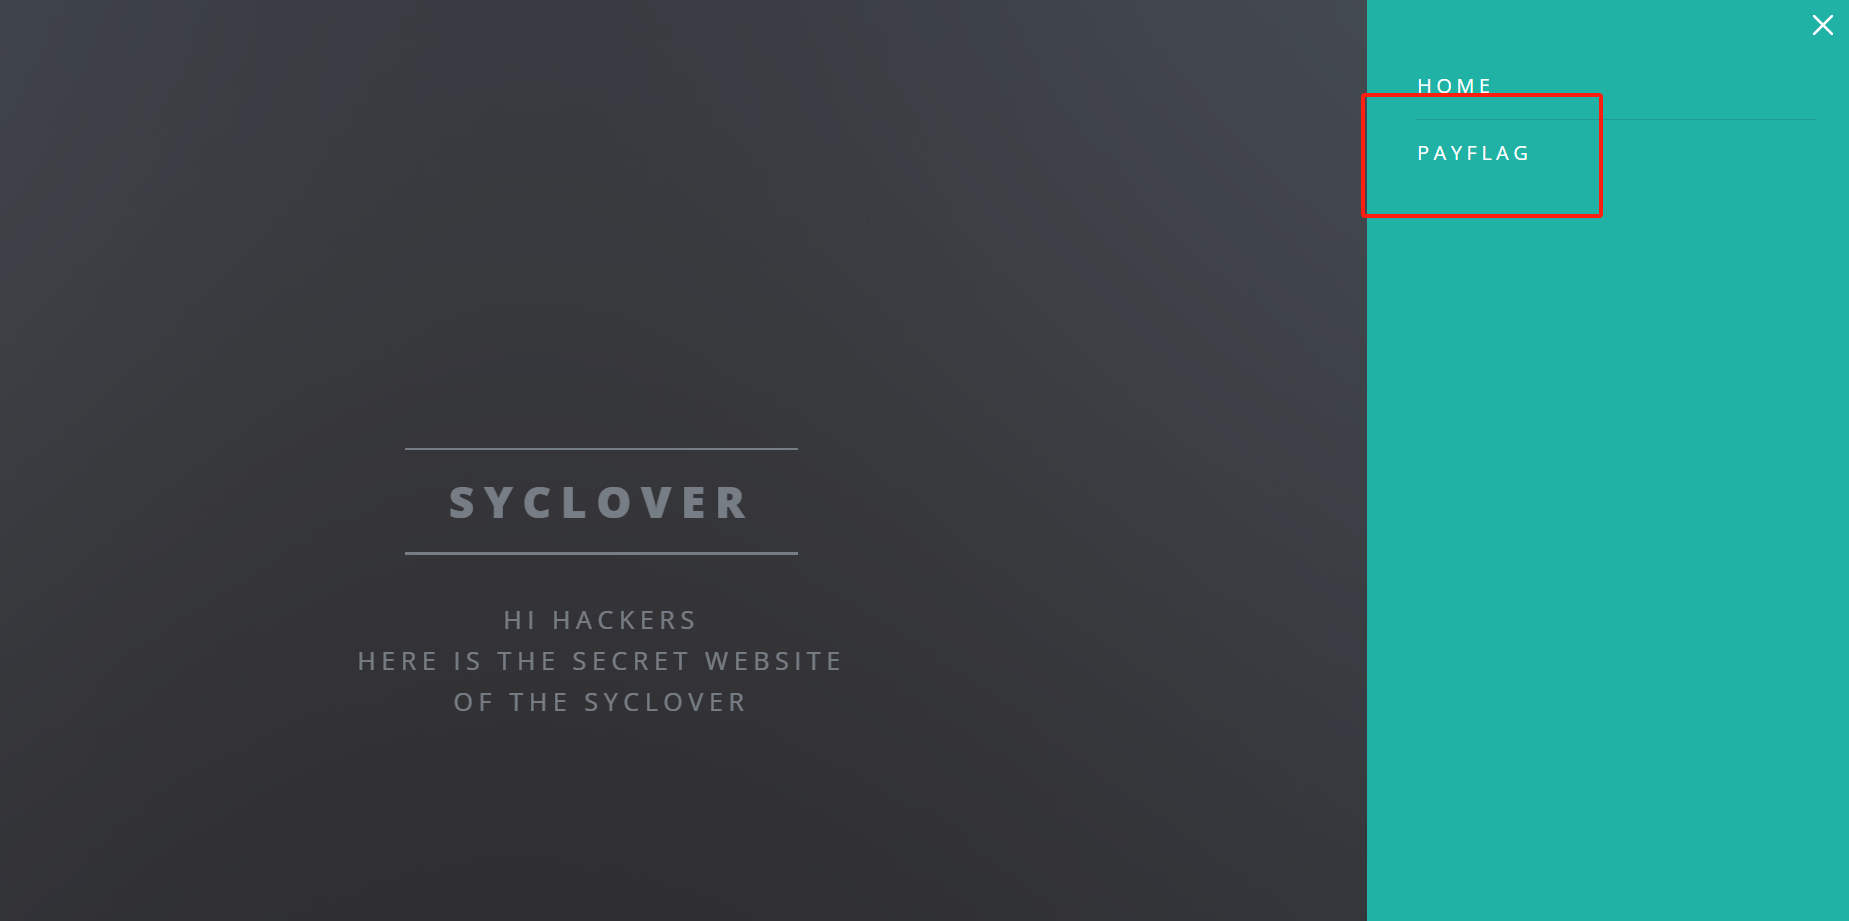 HOME
PAYFLAG
SYCLOVER
HI HACKERS
HERE IS THE SECRET WEBSITE
OF THE SYCLOVER